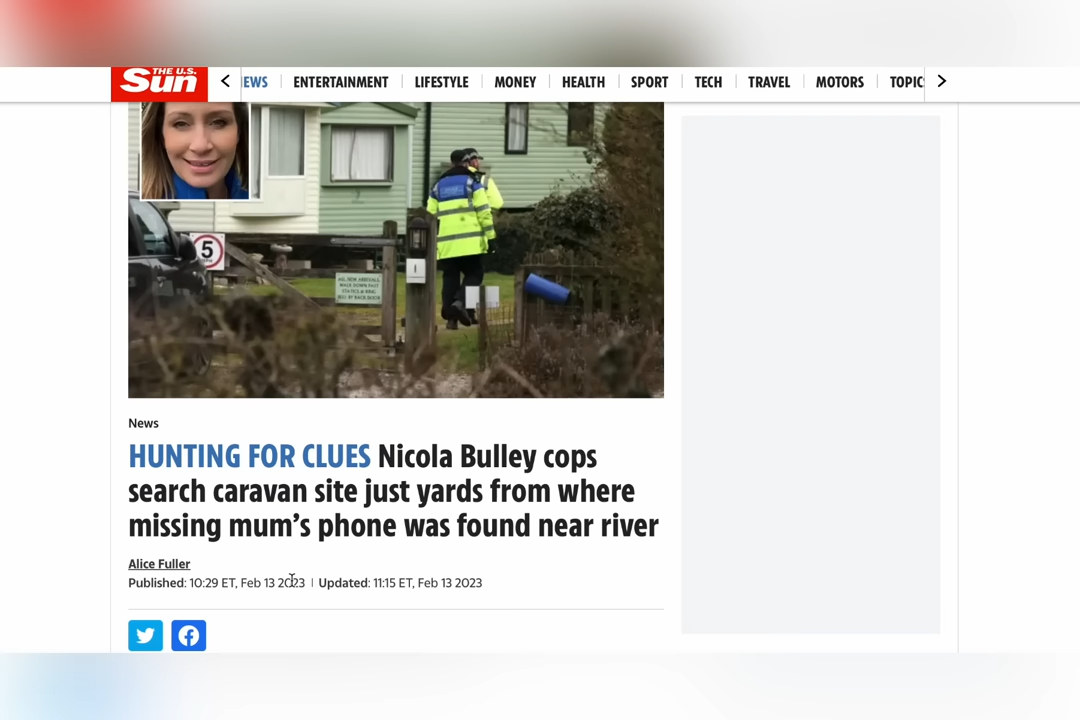 THE U.S.
Sun
EWS
ENTERTAINMENT
LIFESTYLE
MONEY
HEALTH
SPORT
TECH
TRAVEL
MOTORS
TOPIC
5
News
HUNTING FOR CLUES Nicola Bulley cops
search caravan site just yards from where
missing mum's phone was found near river
Alice Fuller
Published: 10:29 ET, Feb 13 2023 | Updated: 11:15 ET, Feb 13 2023